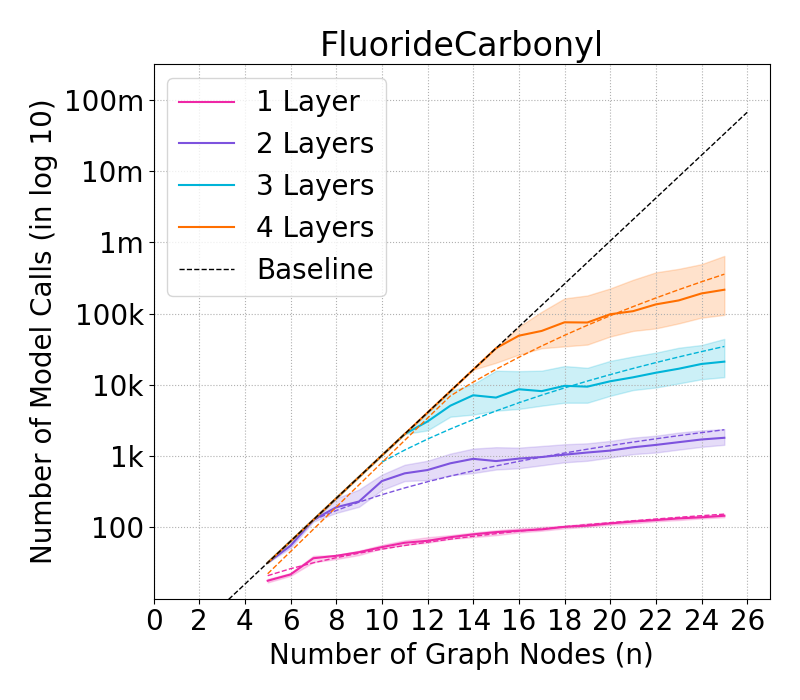 FluorideCarbonyl
Number of Model Calls (in log 10)
100m
10m
1m
100k
10k
1k
100
1 Layer
2 Layers
3 Layers
4 Layers
Baseline
0 2 4 6 8 10 12 14 16 18 20 22 24 26
Number of Graph Nodes (n)